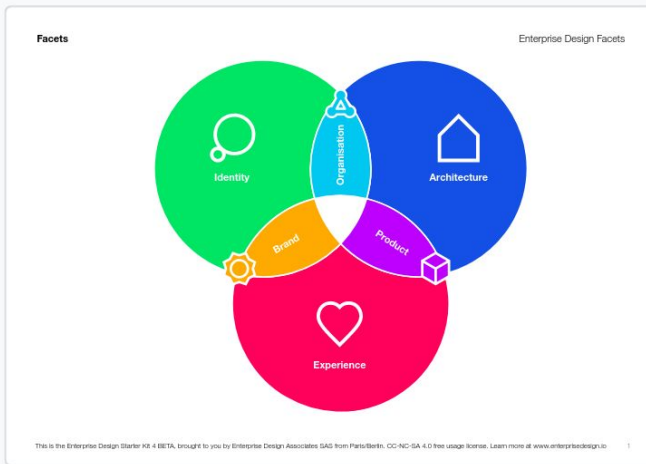 Facets
Enterprise Design Facets
Organisation
Identity
Architecture
Brand
Product
Experience
This is the Enterprise Design Starter Kit 4 BETA, brought to you by Enterprise Design Associates SAS from Paris/Berlin. CC-NC-SA 4.0 free usage license. Learn more at www.enterprisedesign.io
1